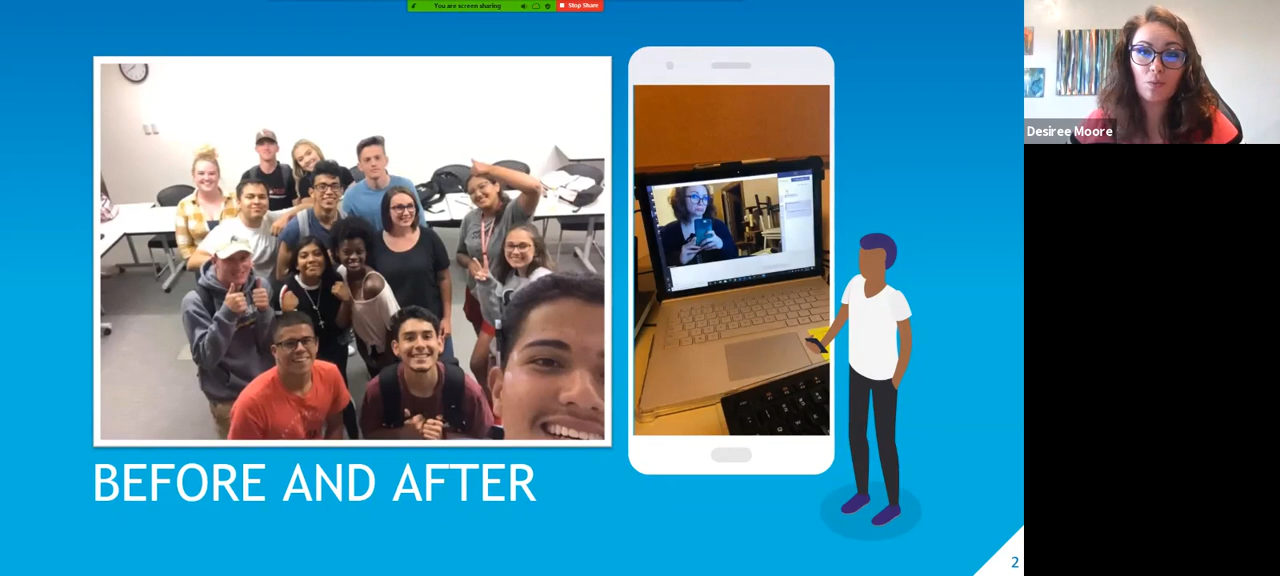 You are screen sharing
Stop Share
Desiree Moore
BEFORE AND AFTER
2